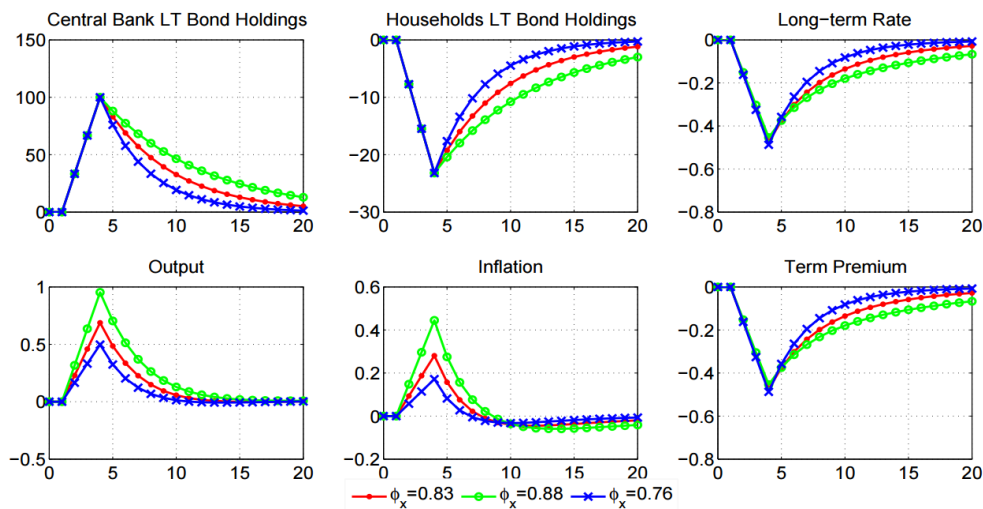 Central Bank LT Bond Holdings
150
100
50
0
0 5 10 15 20
Households LT Bond Holdings
0
−10
−20
−30
0 5 10 15 20
Long−term Rate
0
−0.2
−0.4
−0.6
−0.8
0 5 10 15 20
Output
1
0.5
0
−0.5
0 5 10 15 20
Inflation
0.6
0.4
0.2
0
0.2
0 5 10 15 20
Term Premium
0
−0.2
−0.4
−0.6
−0.8
0 5 10 15 20
ϕx=0.83 ϕx=0.88 ϕx=0.76